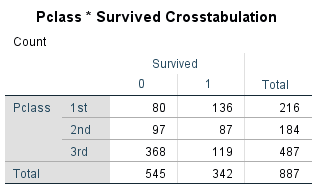 Pclass * Survived Crosstabulation
Count
Survived
0 1 Total
Pclass 1st 80 136 216
2nd 97 87 184
3rd 368 119 487
Total 545 342 887